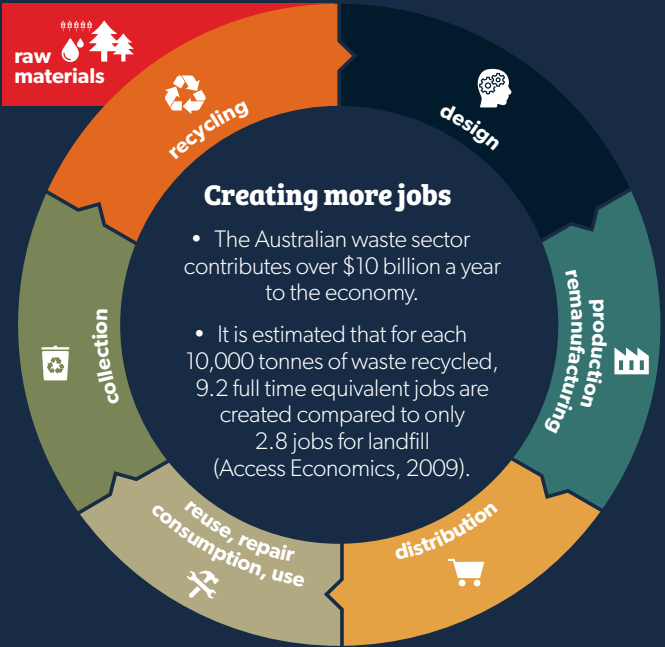 raw
materials
recycling
design
Creating more jobs
• The Australian waste sector
contributes over $10 billion a year
to the economy.
• It is estimated that for each
10,000 tonnes of waste recycled,
9.2 full time equivalent jobs are
created compared to only
2.8 jobs for landfill
(Access Economics, 2009).
production
remanufacturing
distribution
reuse, repair
consumption, use
collection